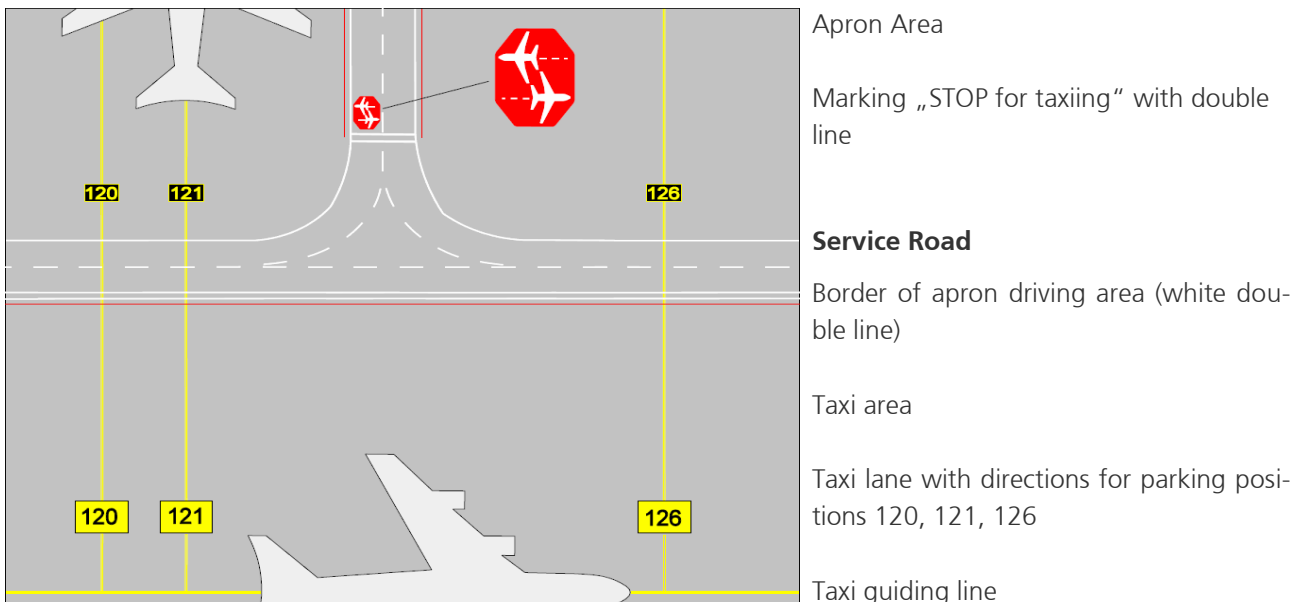 Apron Area
Marking „STOP for taxiing“ with double
line
120 121 126
Service Road
Border of apron driving area (white dou-
ble line)
Taxi area
Taxi lane with directions for parking posi-
tions 120, 121, 126
120 121 126
Taxi guiding line